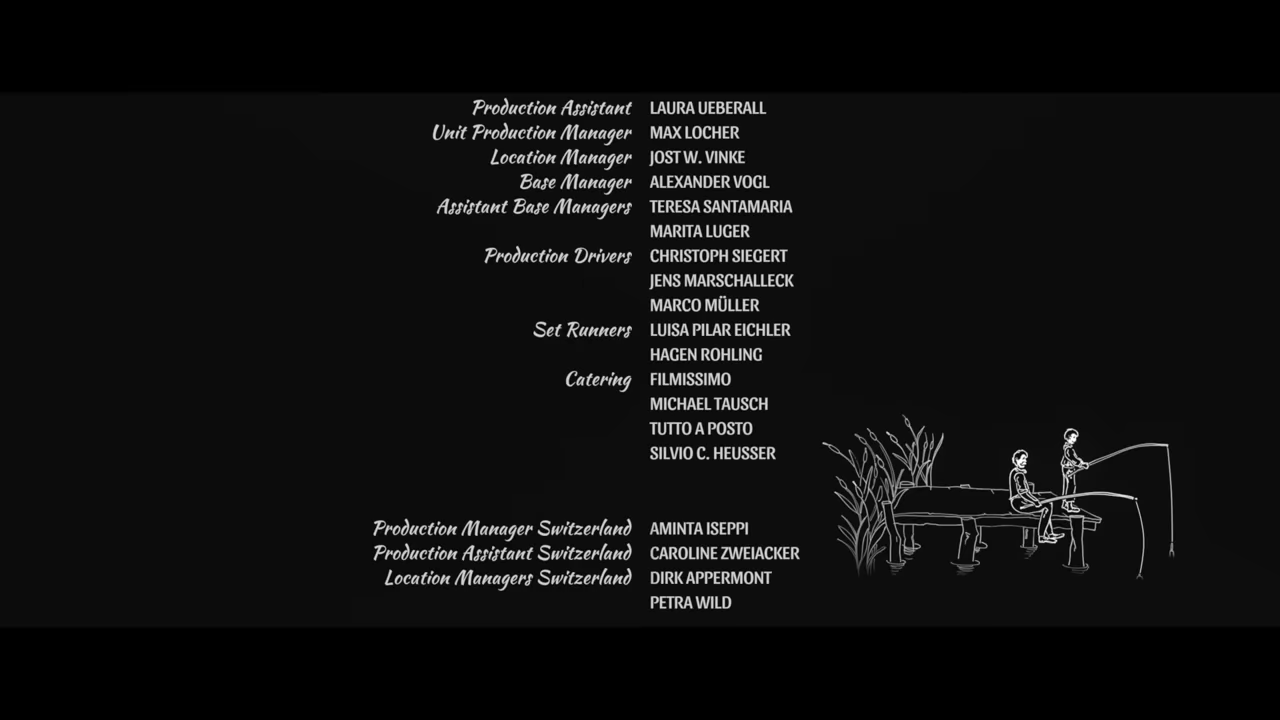 Production Assistant LAURA UEBERALL
Unit Production Manager MAX LOCHER
Location Manager JOST W. VINKE
Base Manager ALEXANDER VOGL
Assistant Base Managers TERESA SANTAMARIA
MARITA LUGER
Production Drivers CHRISTOPH SIEGERT
JENS MARSCHALLECK
MARCO MÜLLER
Set Runners LUISA PILAR EICHLER
HAGEN ROHLING
Catering FILMISSIMO
MICHAEL TAUSCH
TUTTO A POSTO
SILVIO C. HEUSSER
Production Manager Switzerland AMINTA ISEPPI
Production Assistant Switzerland CAROLINE ZWEIACKER
Location Managers Switzerland DIRK APPERMONT
PETRA WILD